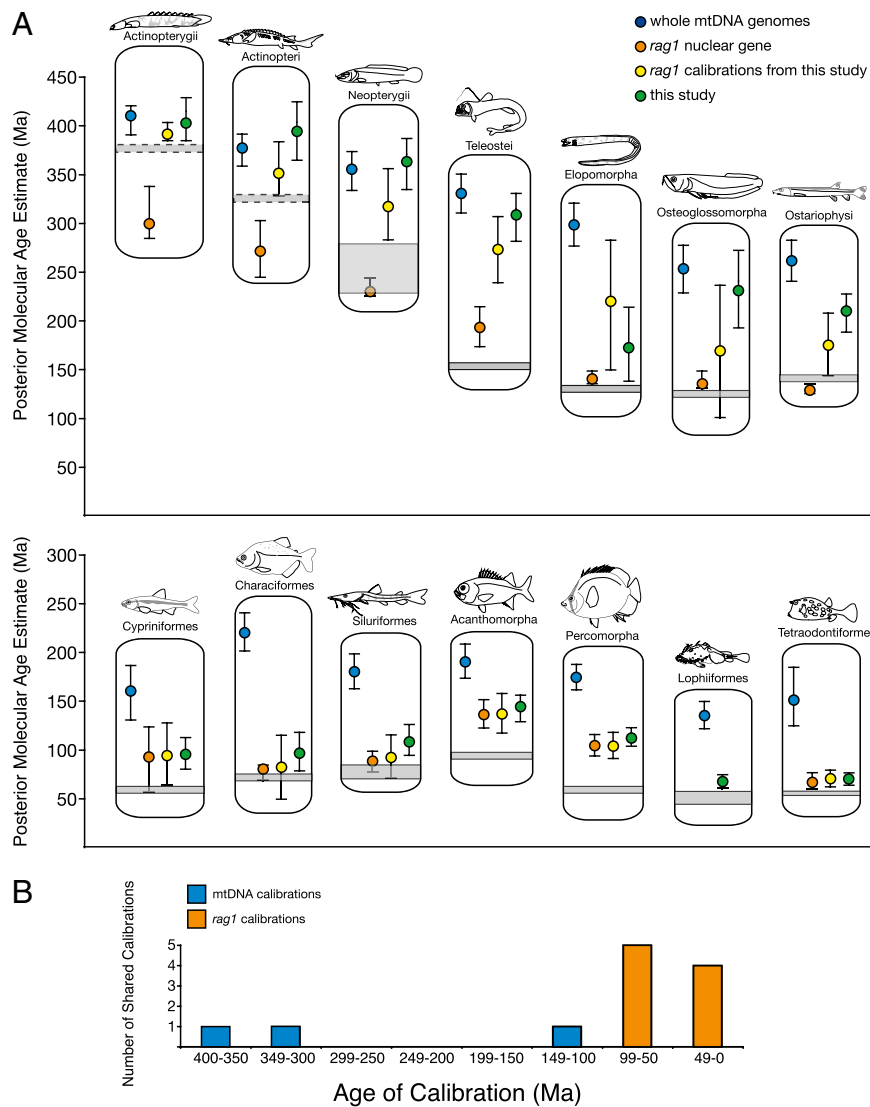 A
whole mtDNA genomes
rag1 nuclear gene
rag1 calibrations from this study
this study
Posterior Molecular Age Estimate (Ma)
450
400
350
300
250
200
150
100
50
Actinopterygii
Actinopteri
Neopterygii
Teleostei
Elopomorpha
Osteoglossomorpha
Ostariophysi
Posterior Molecular Age Estimate (Ma)
300
250
200
150
100
50
Cypriniformes
Characiformes
Siluriformes
Acanthomorpha
Percomorpha
Lophiiformes
Tetraodontiforme
B
mtDNA calibrations
rag1 calibrations
Number of Shared Calibrations
5
4
3
2
1
400-350 349-300 299-250 249-200 199-150 149-100 99-50 49-0
Age of Calibration (Ma)